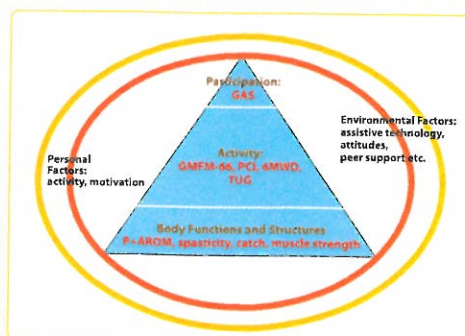 Participation:
GAS
Environmental Factors:
assistive technology,
attitudes,
peer support etc.
Personal
Factors:
activity, motivation
Activity:
GMFM-66, PCI, 6MWD,
TUG
Body Functions and Structures
P+AROM, spasticity, catch, muscle strength